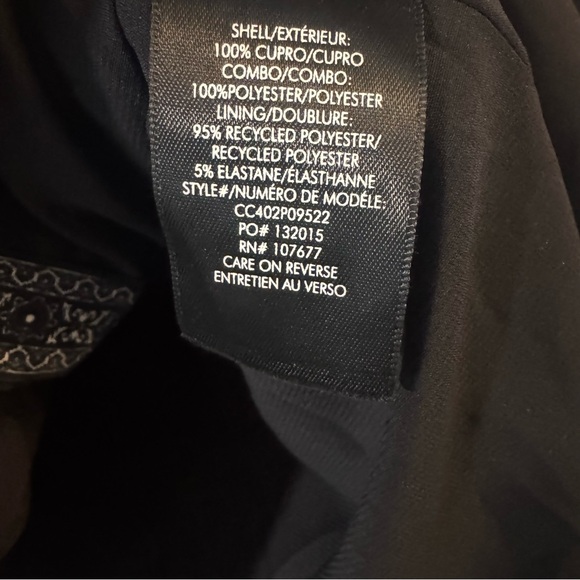 SHELL/EXTÉRIEUR:
100% CUPRO/CUPRO
COMBO/COMBO:
100%POLYESTER/POLYESTER
LINING/DOUBLURE:
95% RECYCLED POLYESTER/
RECYCLED POLYESTER
5% ELASTANE/ÉLASTHANNE
STYLE#/NUMÉRO DE MODÈLE:
CC402P09522
PO# 132015
RN# 107677
CARE ON REVERSE
ENTRETIEN AU VERSO